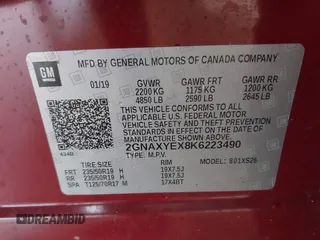 GM
MFD BY GENERAL MOTORS OF CANADA COMPANY
01/19 GVWR GAWR FRT GAWR RR
2200 KG 1175 KG 1200 KG
4850 LB 2590 LB 2645 LB
THIS VEHICLE CONFORMS TO ALL
APPLICABLE U.S. FEDERAL MOTOR
VEHICLE SAFETY AND THEFT PREVENTION
STANDARDS IN EFFECT ON THE DATE OF
MANUFACTURE SHOWN ABOVE.
2GNAXYEX8K6223490
TYPE: M.P.V. MODEL:
TIRE SIZE RIM
FRT 235/50R19 H 19X7.5J
RR 235/50R19 H 19X7.5J
SPA T125/70R17 M 17X4BT
© RIDDIMAND ON